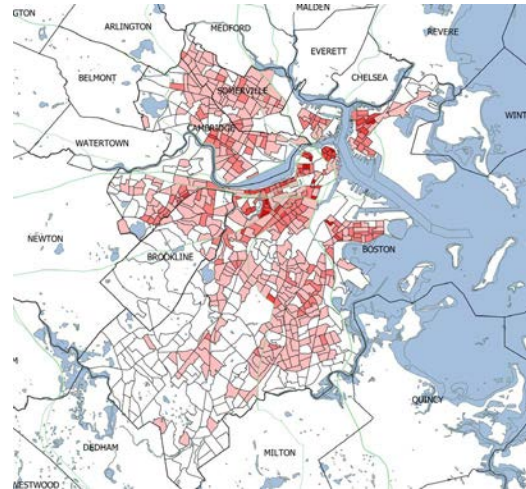 GTON
MALDEN
ARLINGTON
MEDFORD
REVERE
EVERETT
BELMONT
CHELSEA
SOMERVILLE
WINT
CAMBRIDGE
WATERTOWN
NEWTON
BOSTON
BROOKLINE
QUINCY
DEDHAM
MILTON
WESTWOOD